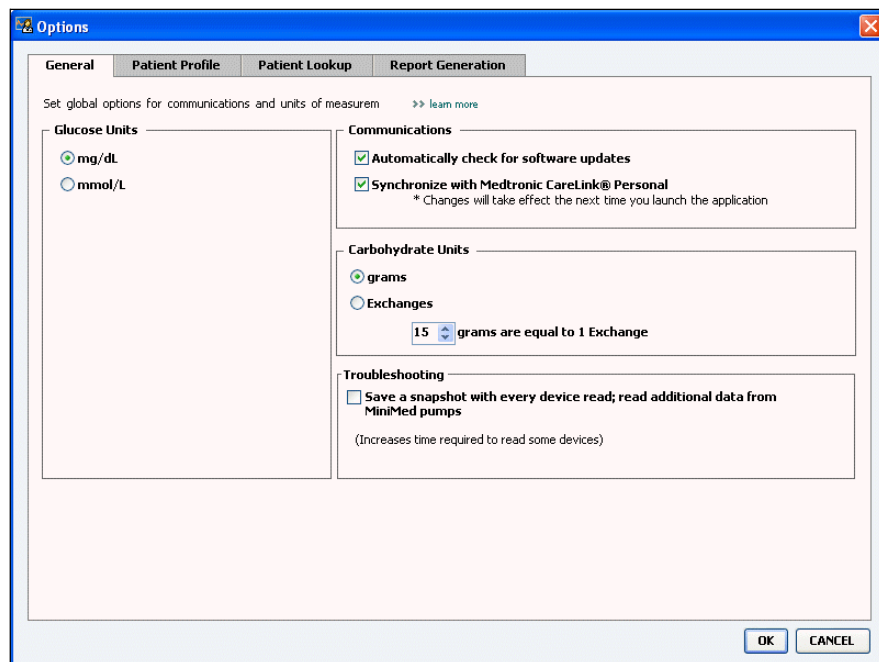 Options
General
Patient Profile
Patient Lookup
Report Generation
Set global options for communications and units of measurem >> learn more
Glucose Units
mg/dL
mmol/L
Communications
Automatically check for software updates
Synchronize with Medtronic CareLink® Personal
* Changes will take effect the next time you launch the application
Carbohydrate Units
grams
Exchanges
15 grams are equal to 1 Exchange
Troubleshooting
Save a snapshot with every device read; read additional data from
MiniMed pumps
(Increases time required to read some devices)
OK
CANCEL